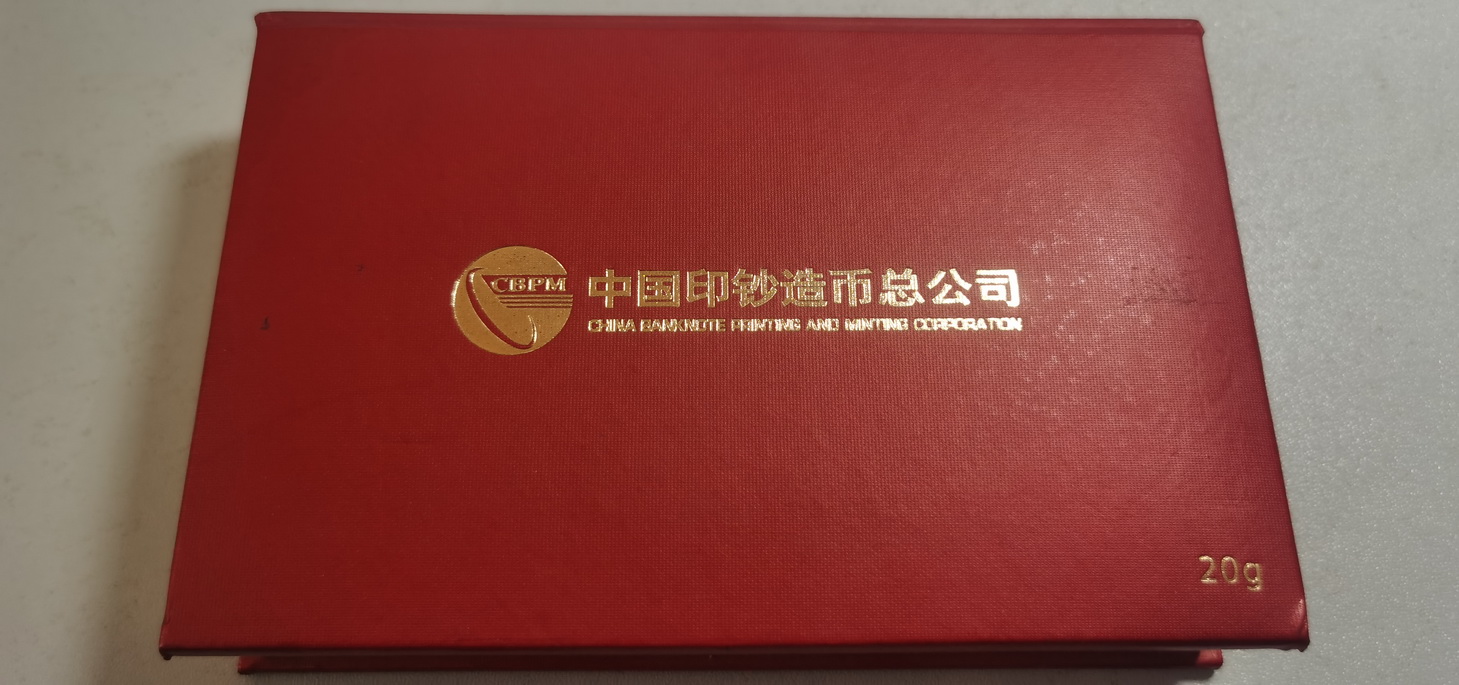 CBPM
中国印钞造币总公司
CHINA BANKNOTE PRINTING AND MINTING CORPORATION
20g